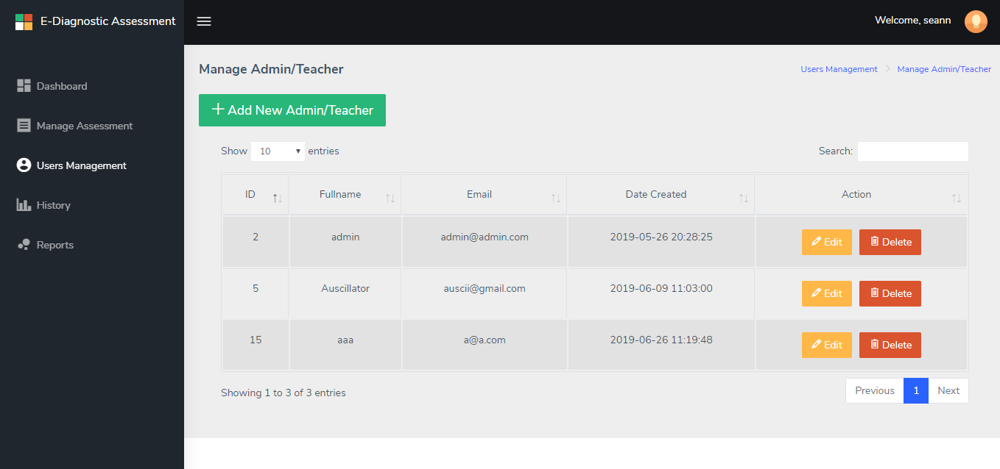 E-Diagnostic Assessment
Welcome, seann
Dashboard
Manage Assessment
Users Management
History
Reports
Manage Admin/Teacher
Users Management > Manage Admin/Teacher
+ Add New Admin/Teacher
Show 10 entries
Search:
ID Fullname Email Date Created Action
2 admin admin@admin.com 2019-05-26 20:28:25 Edit Delete
5 Auscillator auscii@gmail.com 2019-06-09 11:03:00 Edit Delete
15 aaa a@a.com 2019-06-26 11:19:48 Edit Delete
Showing 1 to 3 of 3 entries
Previous 1 Next